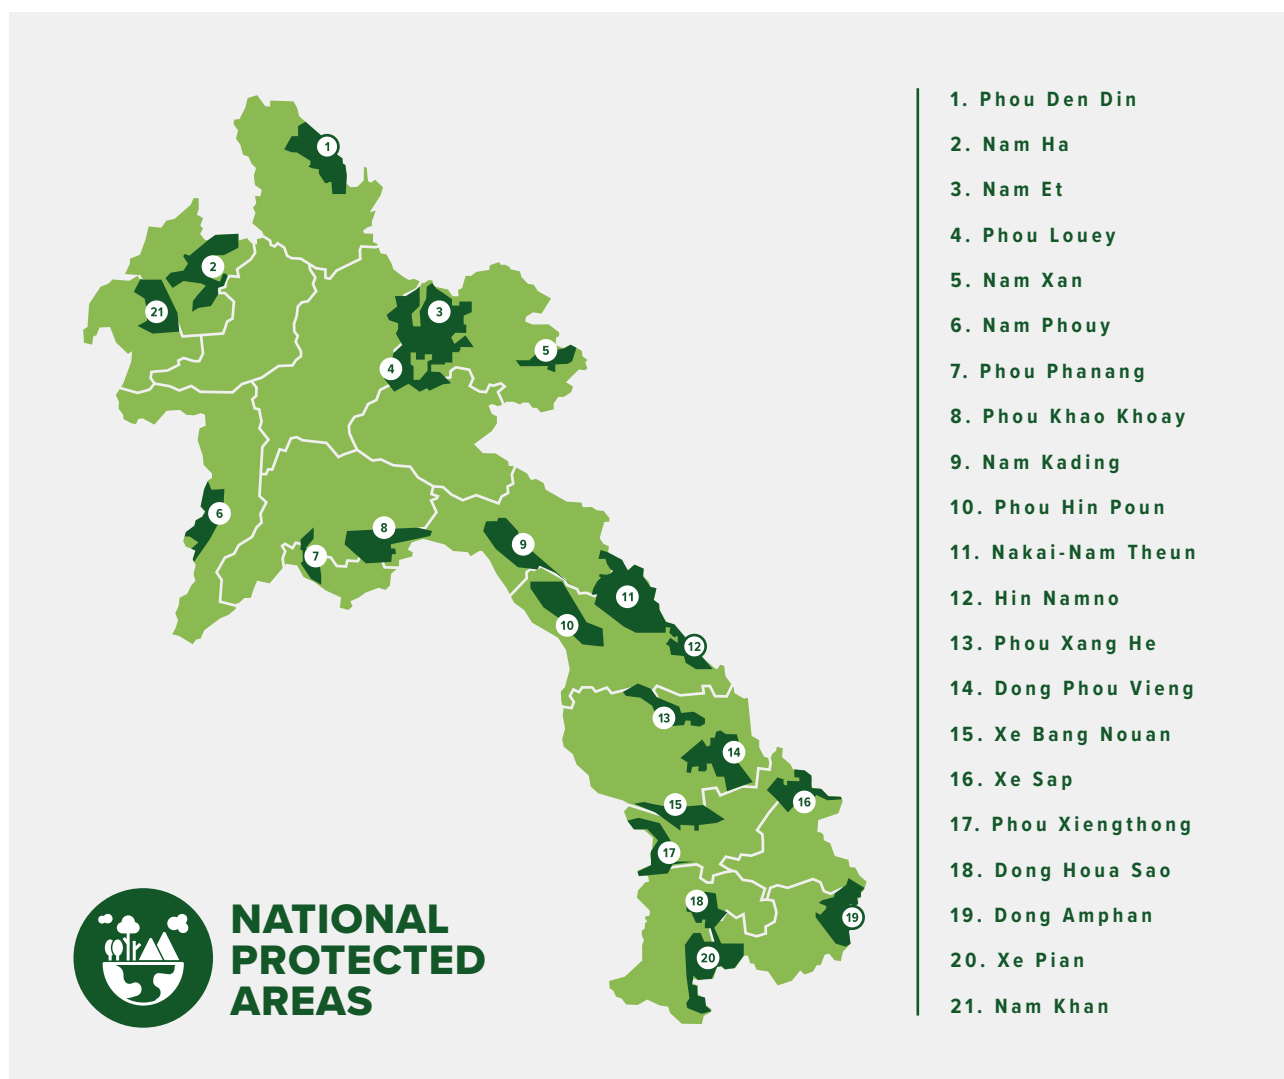 1
2
21
3
5
4
6
8
7
9
11
10
12
13
14
16
15
17
18
19
20
NATIONAL
PROTECTED
AREAS
1. Phou Den Din
2. Nam Ha
3. Nam Et
4. Phou Louey
5. Nam Xan
6. Nam Phouy
7. Phou Phanang
8. Phou Khao Khoay
9. Nam Kading
10. Phou Hin Poun
11. Nakai-Nam Theun
12. Hin Namno
13. Phou Xang He
14. Dong Phou Vieng
15. Xe Bang Nouan
16. Xe Sap
17. Phou Xiengthong
18. Dong Houa Sao
19. Dong Amphan
20. Xe Pian
21. Nam Khan